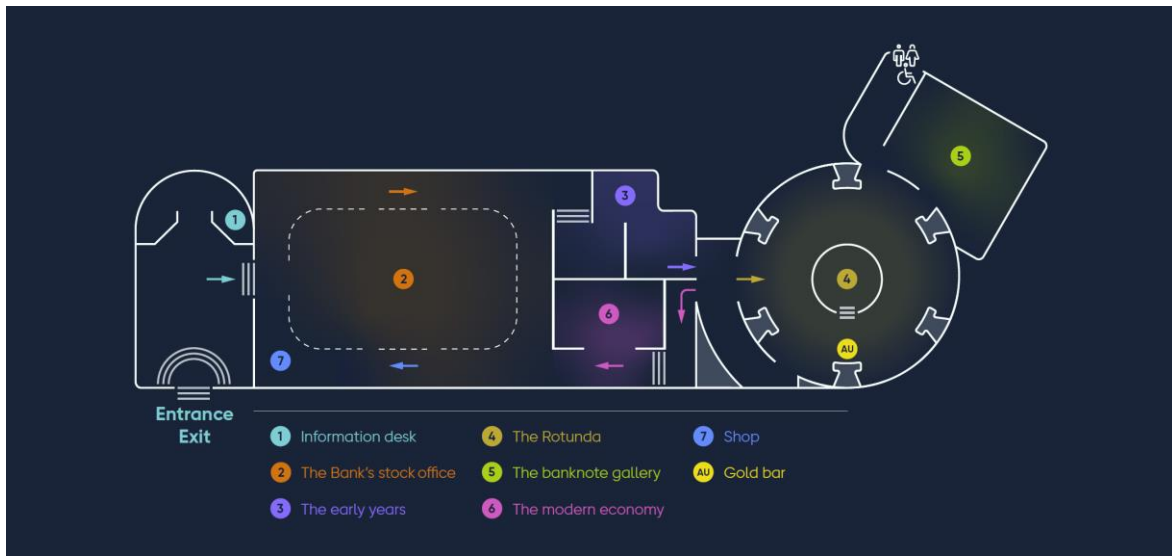 5
3
1
2
4
6
AU
7
Entrance
Exit
1 Information desk
4 The Rotunda
7 Shop
2 The Bank's stock office
5 The banknote gallery
AU Gold bar
3 The early years
6 The modern economy